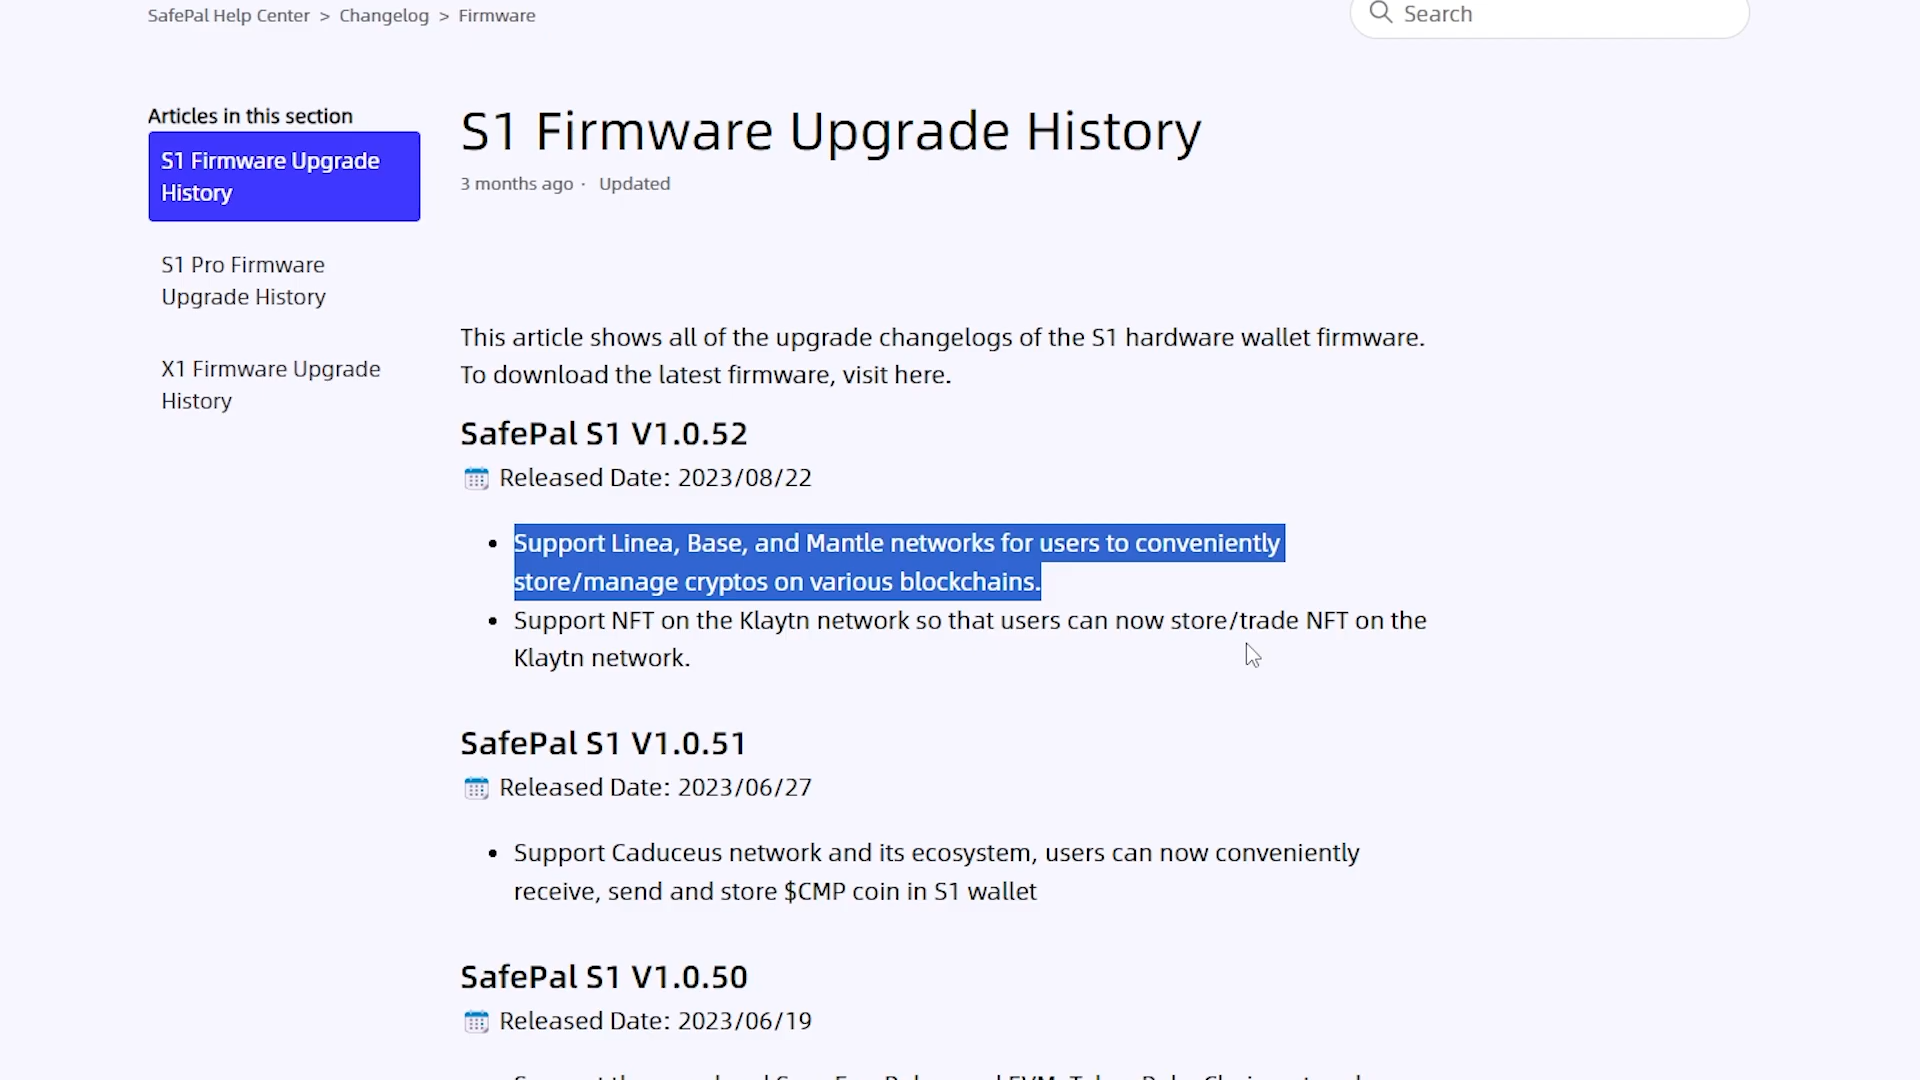 SafePal Help Center > Changelog > Firmware
Search
Articles in this section
S1 Firmware Upgrade
History
S1 Pro Firmware
Upgrade History
X1 Firmware Upgrade
History
S1 Firmware Upgrade History
3 months ago · Updated
This article shows all of the upgrade changelogs of the S1 hardware wallet firmware.
To download the latest firmware, visit here.
SafePal S1 V1.0.52
Released Date: 2023/08/22
• Support Linea, Base, and Mantle networks for users to conveniently
store/manage cryptos on various blockchains.
• Support NFT on the Klaytn network so that users can now store/trade NFT on the
Klaytn network.
SafePal S1 V1.0.51
Released Date: 2023/06/27
• Support Caduceus network and its ecosystem, users can now conveniently
receive, send and store $CMP coin in S1 wallet
SafePal S1 V1.0.50
Released Date: 2023/06/19